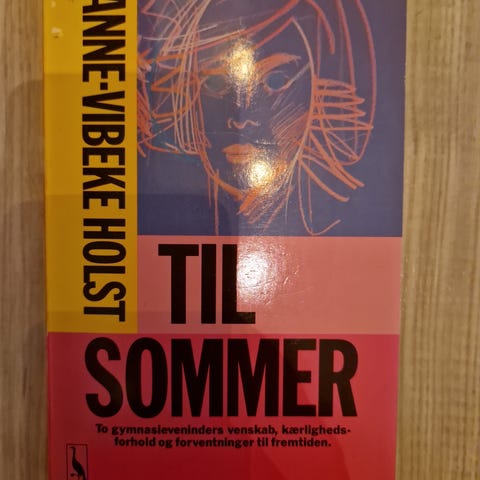 ANNE-VIBEKE HOLST
TIL
SOMMER
To gymnasieveninders venskab, kærligheds-
forhold og forventninger til fremtiden.